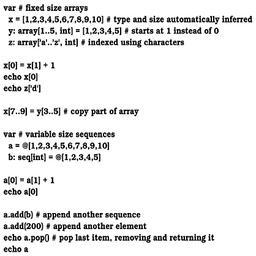 var # fixed size arrays
x = [1,2,3,4,5,6,7,8,9,10] # type and size automatically inferred
y: array[1..5, int] = [1,2,3,4,5] # starts at 1 instead of 0
z: array['a'..'z', int] # indexed using characters
x[0] = x[1] + 1
echo x[0]
echo z['d']
x[7..9] = y[3..5] # copy part of array
var # variable size sequences
a = @[1,2,3,4,5,6,7,8,9,10]
b: seq[int] = @[1,2,3,4,5]
a[0] = a[1] + 1
echo a[0]
a.add(b) # append another sequence
a.add(200) # append another element
echo a.pop() # pop last item, removing and returning it
echo a